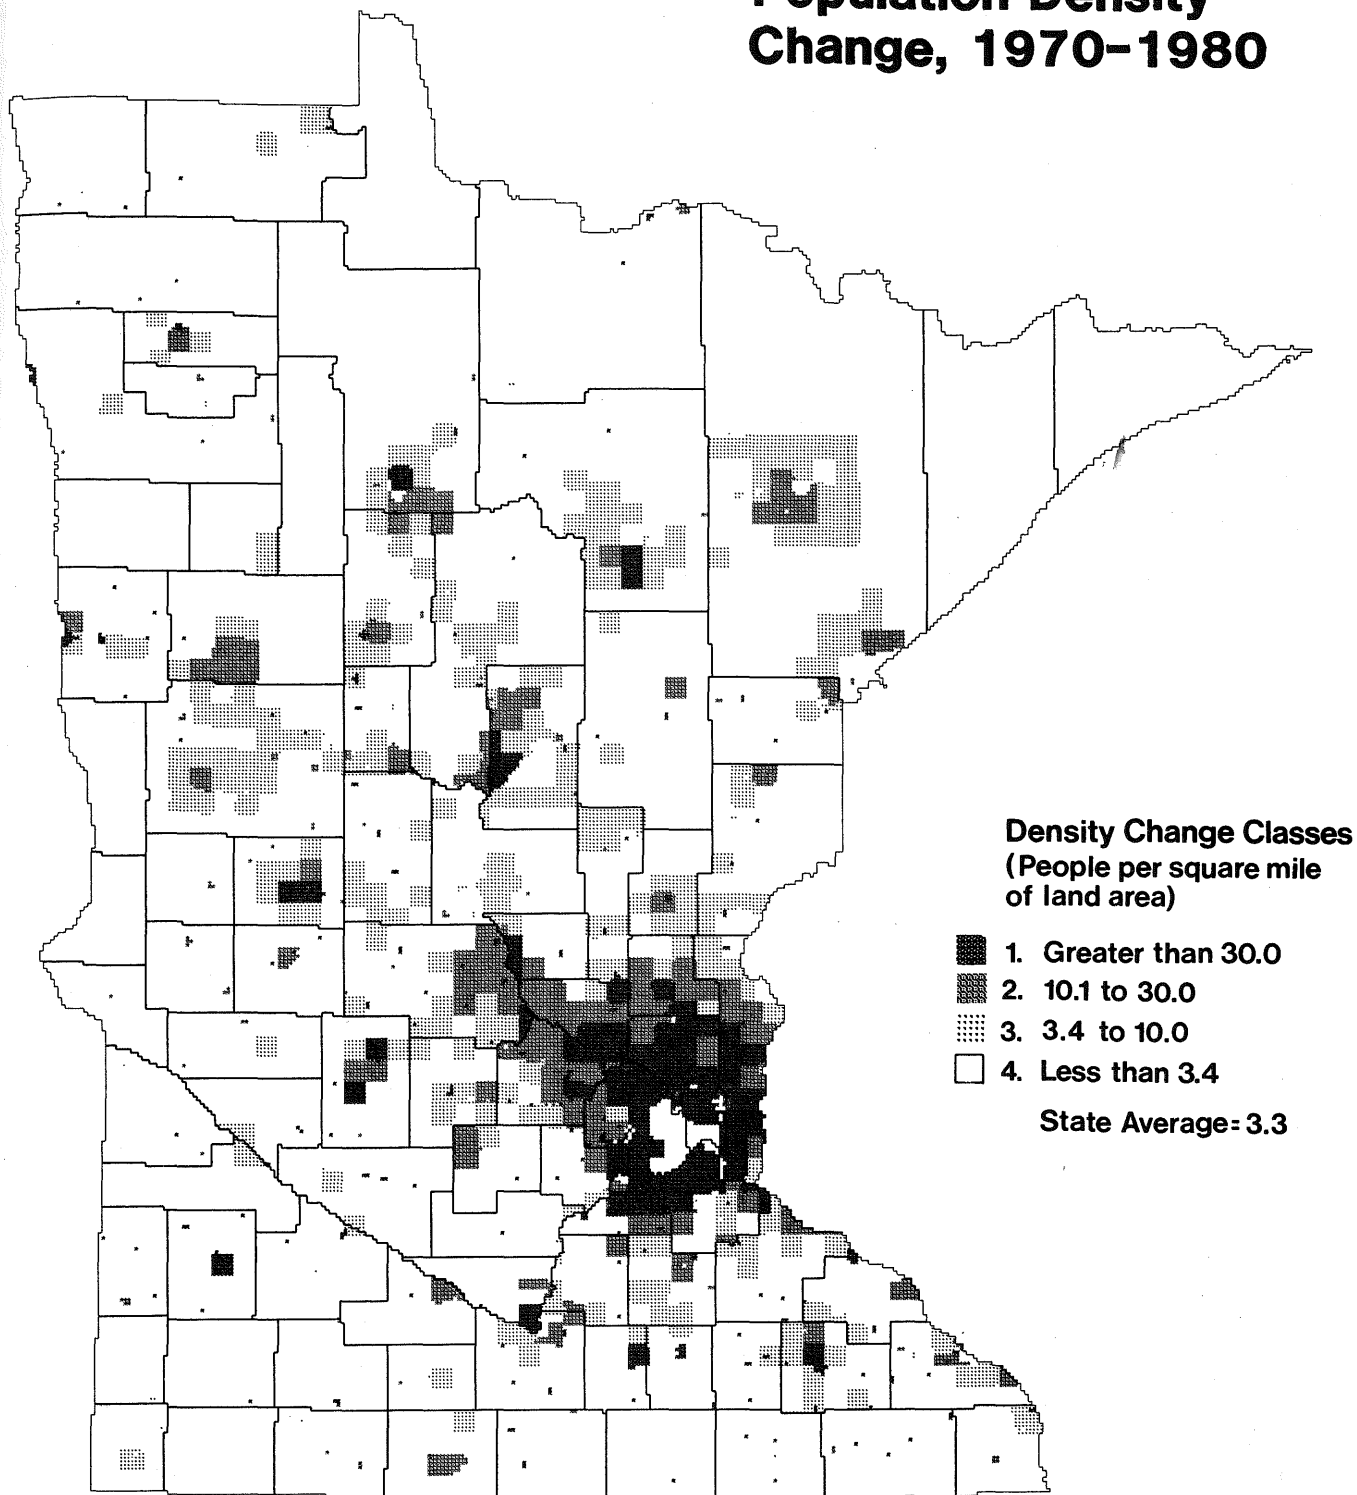 Population Density
Change, 1970-1980
Density Change Classes
(People per square mile
of land area)
1. Greater than 30.0
2. 10.1 to 30.0
3. 3.4 to 10.0
4. Less than 3.4
State Average=3.3